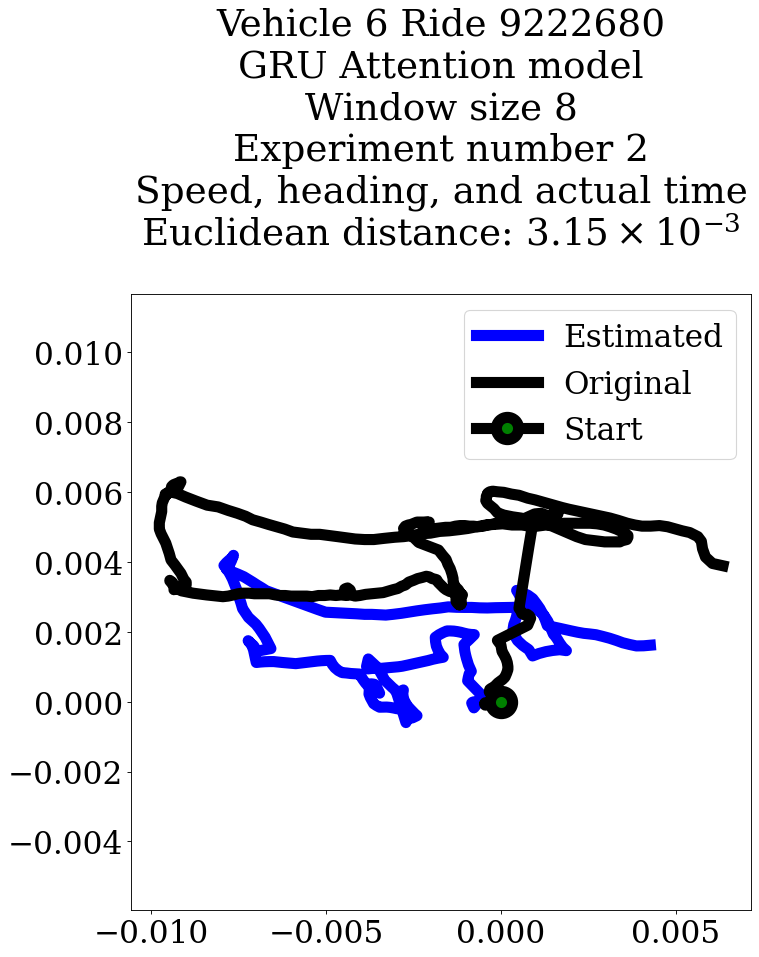 Vehicle 6 Ride 9222680
GRU Attention model
Window size 8
Experiment number 2
Speed, heading, and actual time
Euclidean distance: 3.15 × 10⁻³
Estimated
Original
Start
0.010
0.008
0.006
0.004
0.002
0.000
−0.002
−0.004
−0.010 −0.005 0.000 0.005